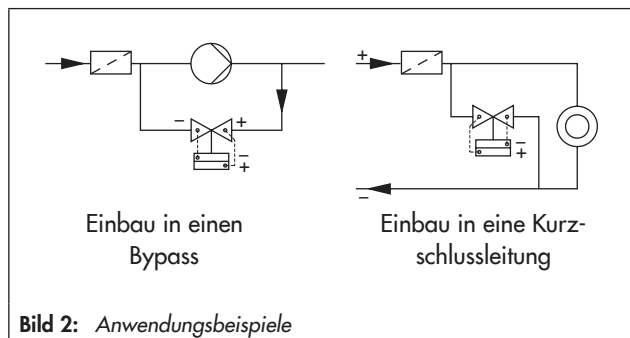 +
– +
– +
–
+
–
+
–
Einbau in einen
Bypass
Einbau in eine Kurz-
schlussleitung
Bild 2: Anwendungsbeispiele